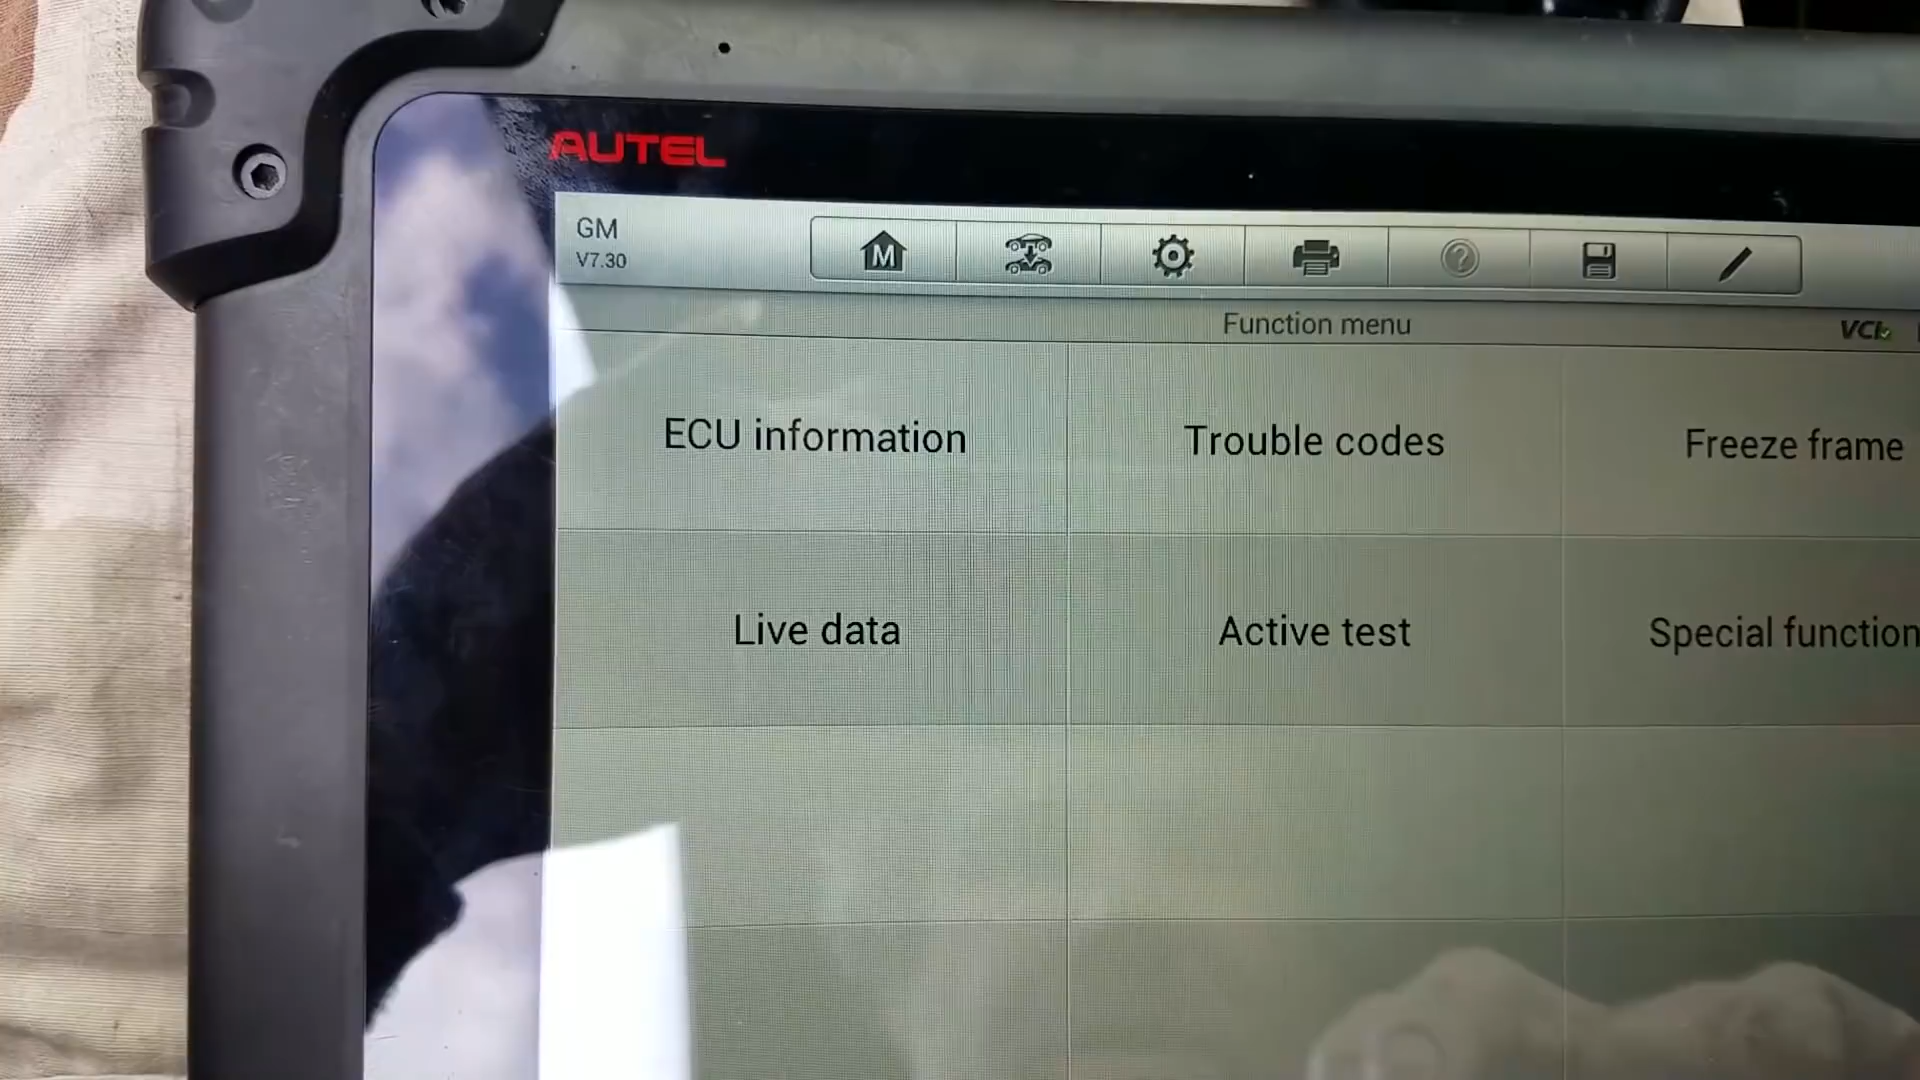 AUTEL
GM
V7.30
M
Function menu
VCI
ECU information
Trouble codes
Freeze frame
Live data
Active test
Special function